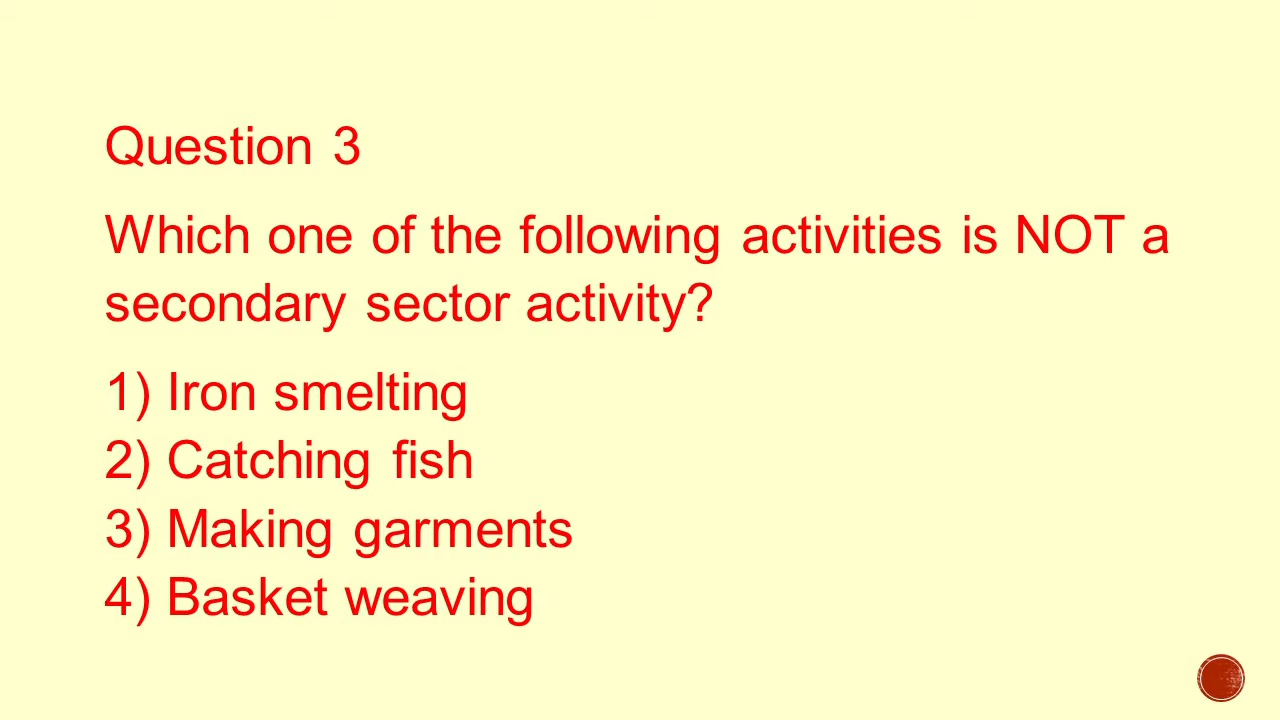 Question 3
Which one of the following activities is NOT a
secondary sector activity?
1) Iron smelting
2) Catching fish
3) Making garments
4) Basket weaving